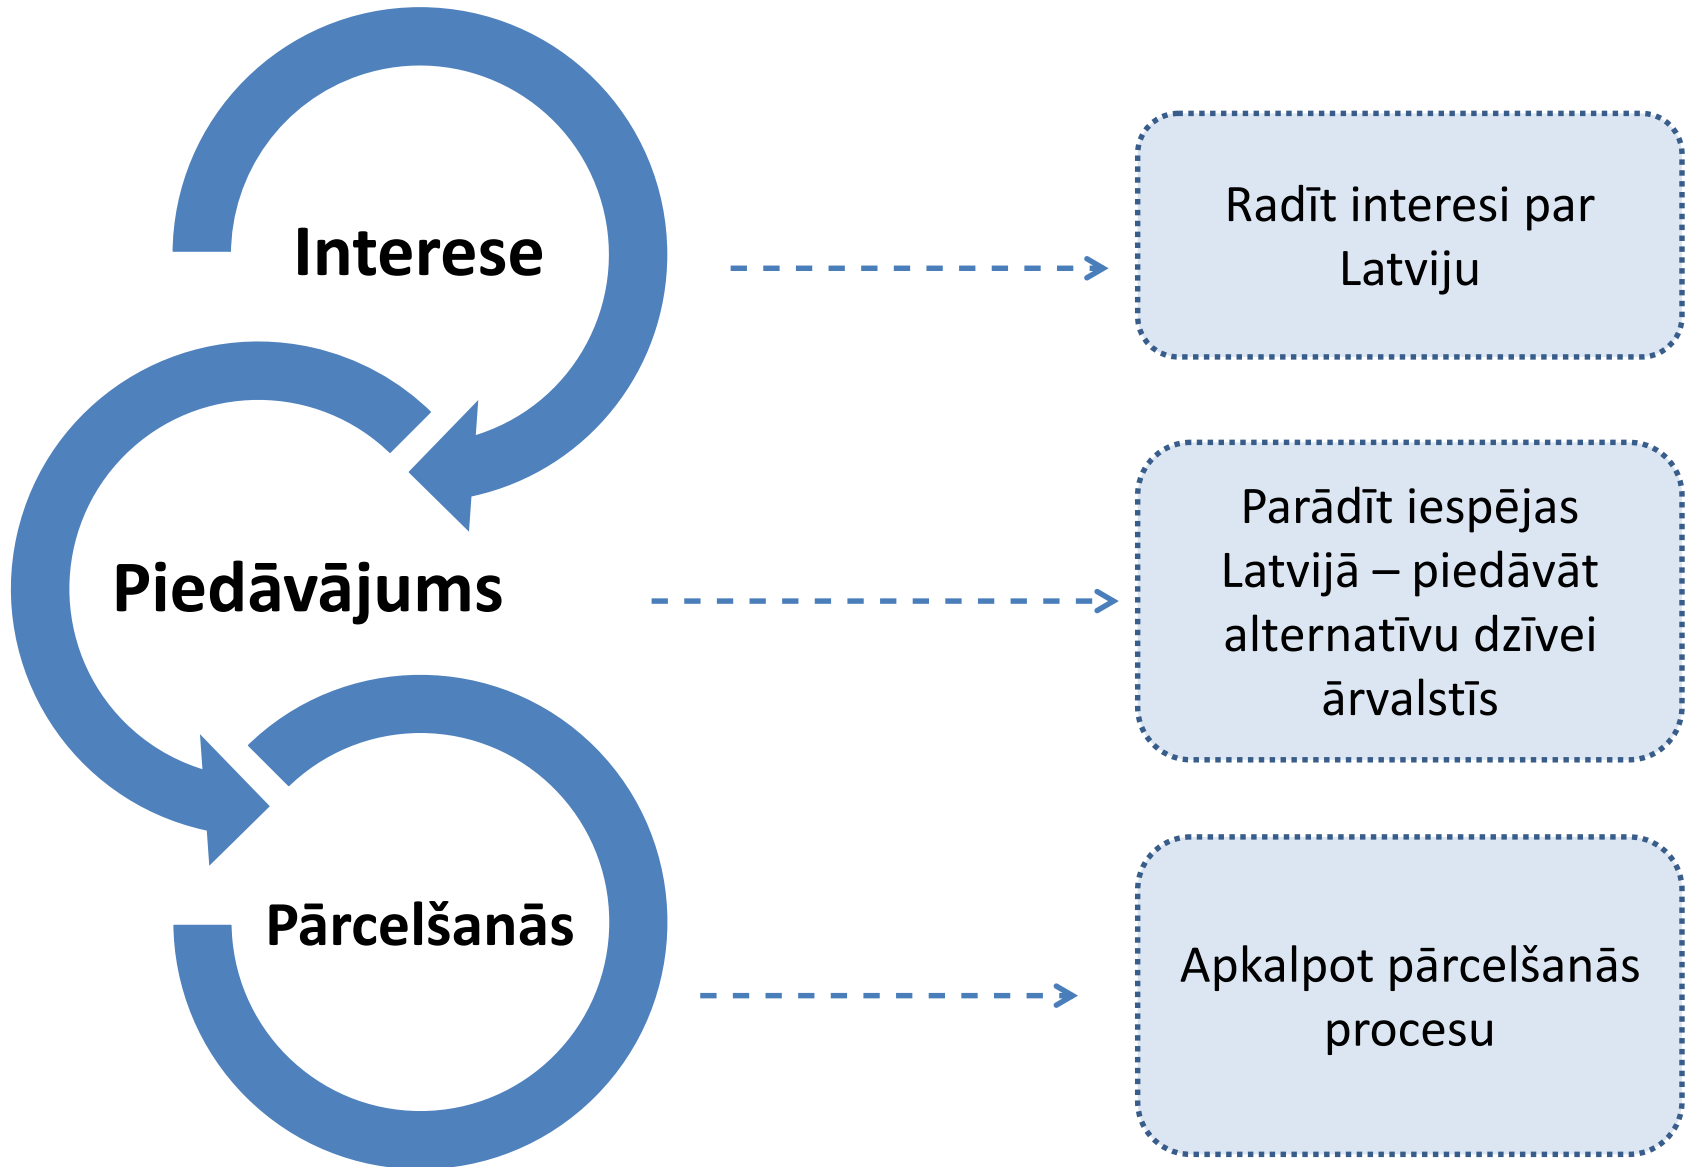 Interese
Radīt interesi par
Latviju
Piedāvājums
Parādīt iespējas
Latvijā – piedāvāt
alternatīvu dzīvei
ārvalstīs
Pārcelšanās
Apkalpot pārcelšanās
procesu